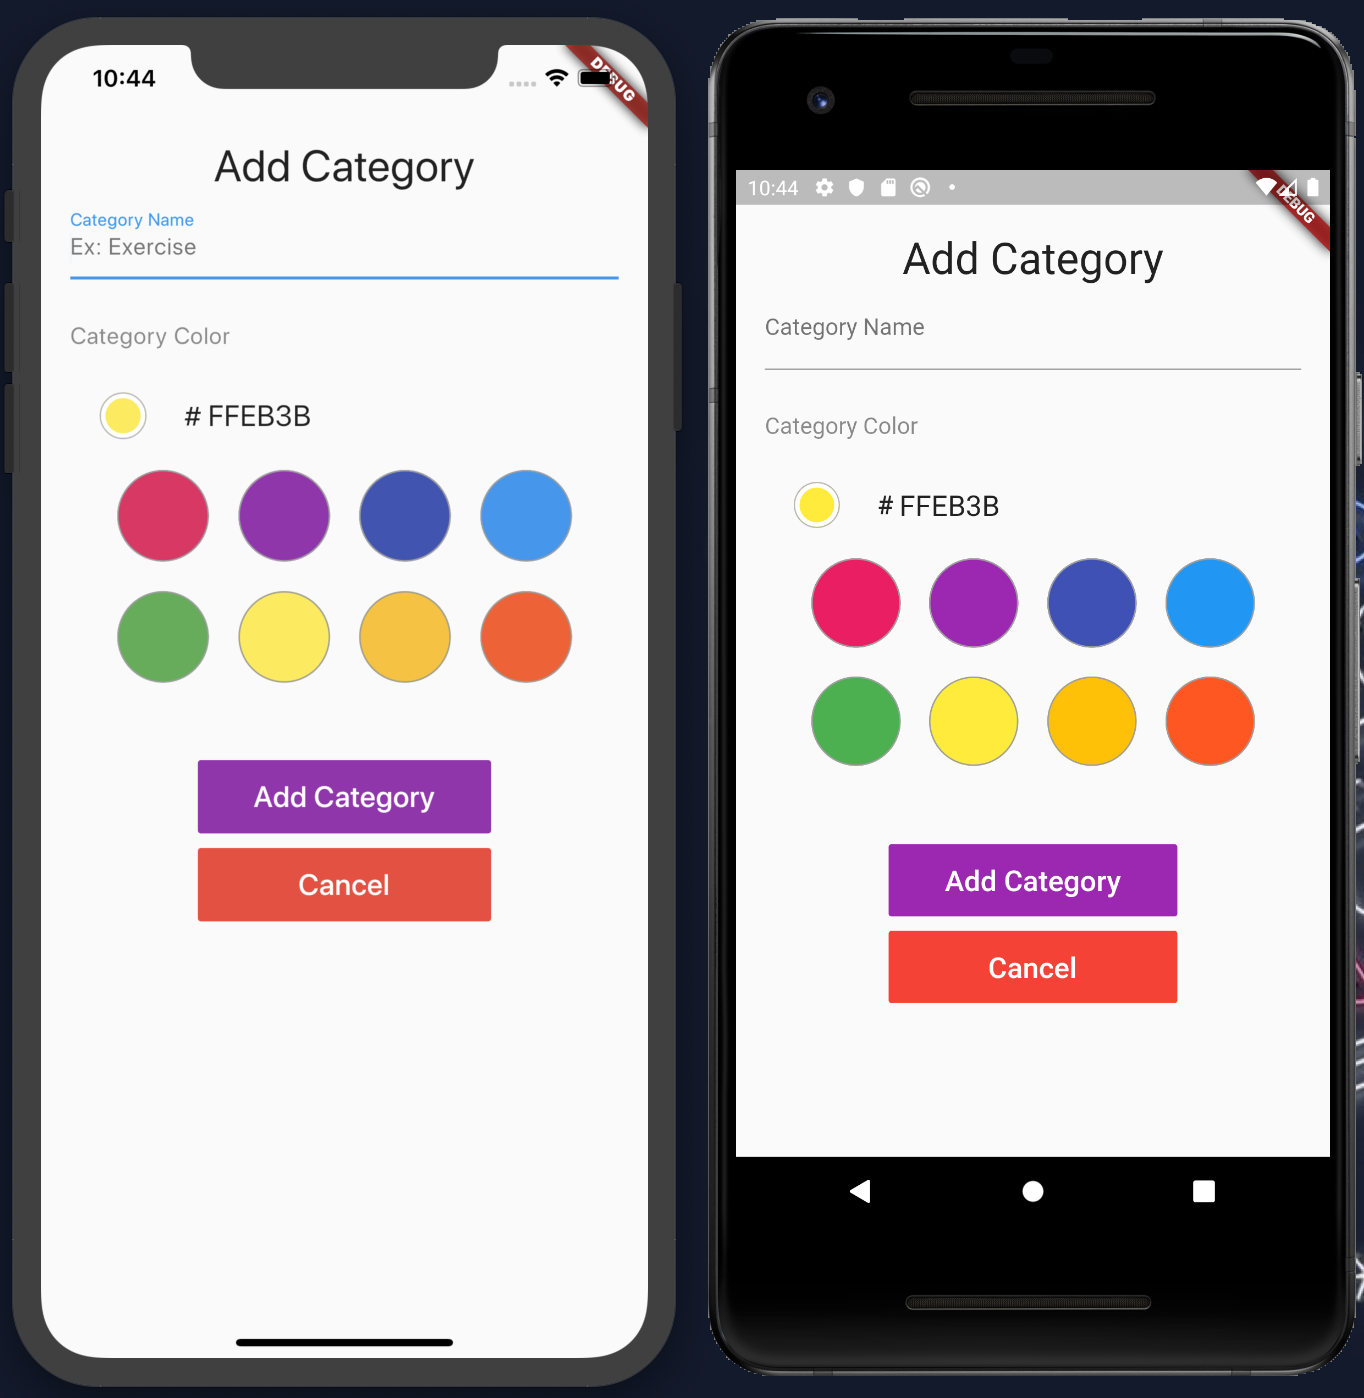 10:44
DEBUG
Add Category
Category Name
Ex: Exercise
Category Color
# FFEB3B
Add Category
Cancel
10:44
DEBUG
Add Category
Category Name
Category Color
# FFEB3B
Add Category
Cancel